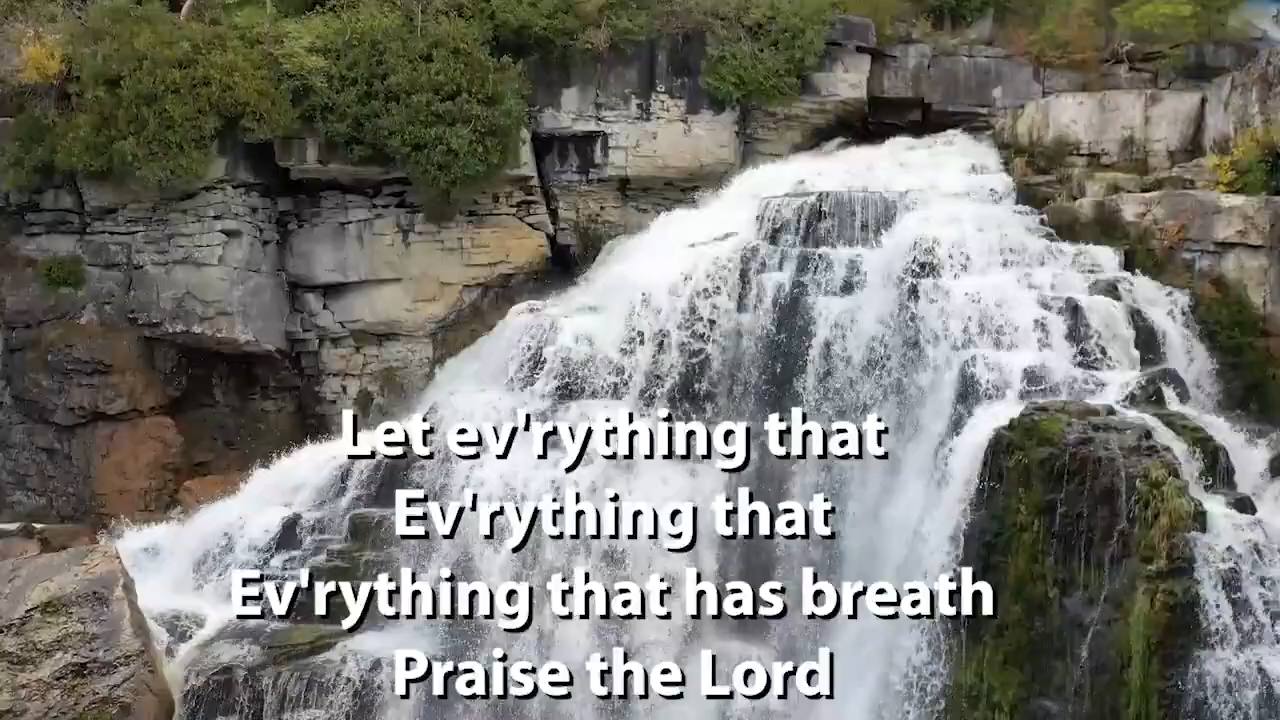 Let ev'rything that
Ev'rything that
Ev'rything that has breath
Praise the Lord